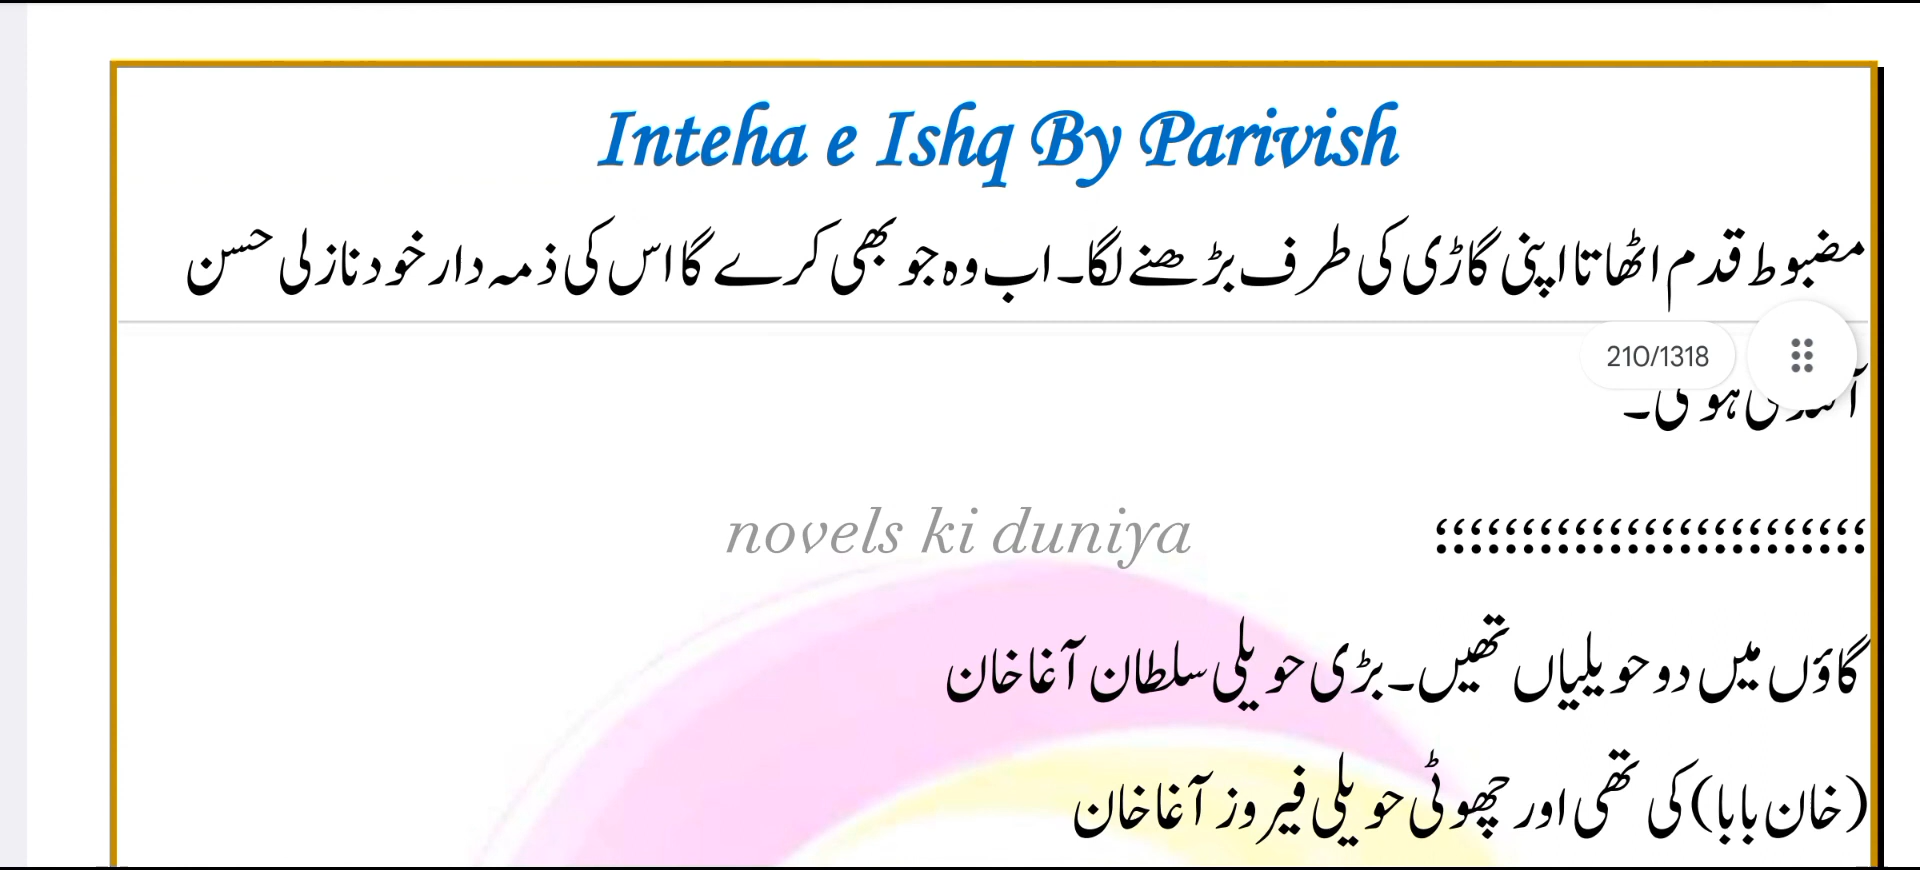 Inteha e Ishq By Parivish
مضبوط قدم اٹھاتا اپنی گاڑی کی طرف بڑھنے لگا۔ اب وہ جو بھی کرے گا اس کی ذمہ دار خود نازلی حسن
210/1318
ہو گی۔
novels ki duniya
؛؛؛؛؛؛؛؛؛؛؛؛؛؛؛؛؛؛؛؛؛؛؛؛؛
گاؤں میں دو حویلیاں تھیں۔ بڑی حویلی سلطان آغا خان
(خان بابا) کی تھی اور چھوٹی حویلی فیروز آغا خان